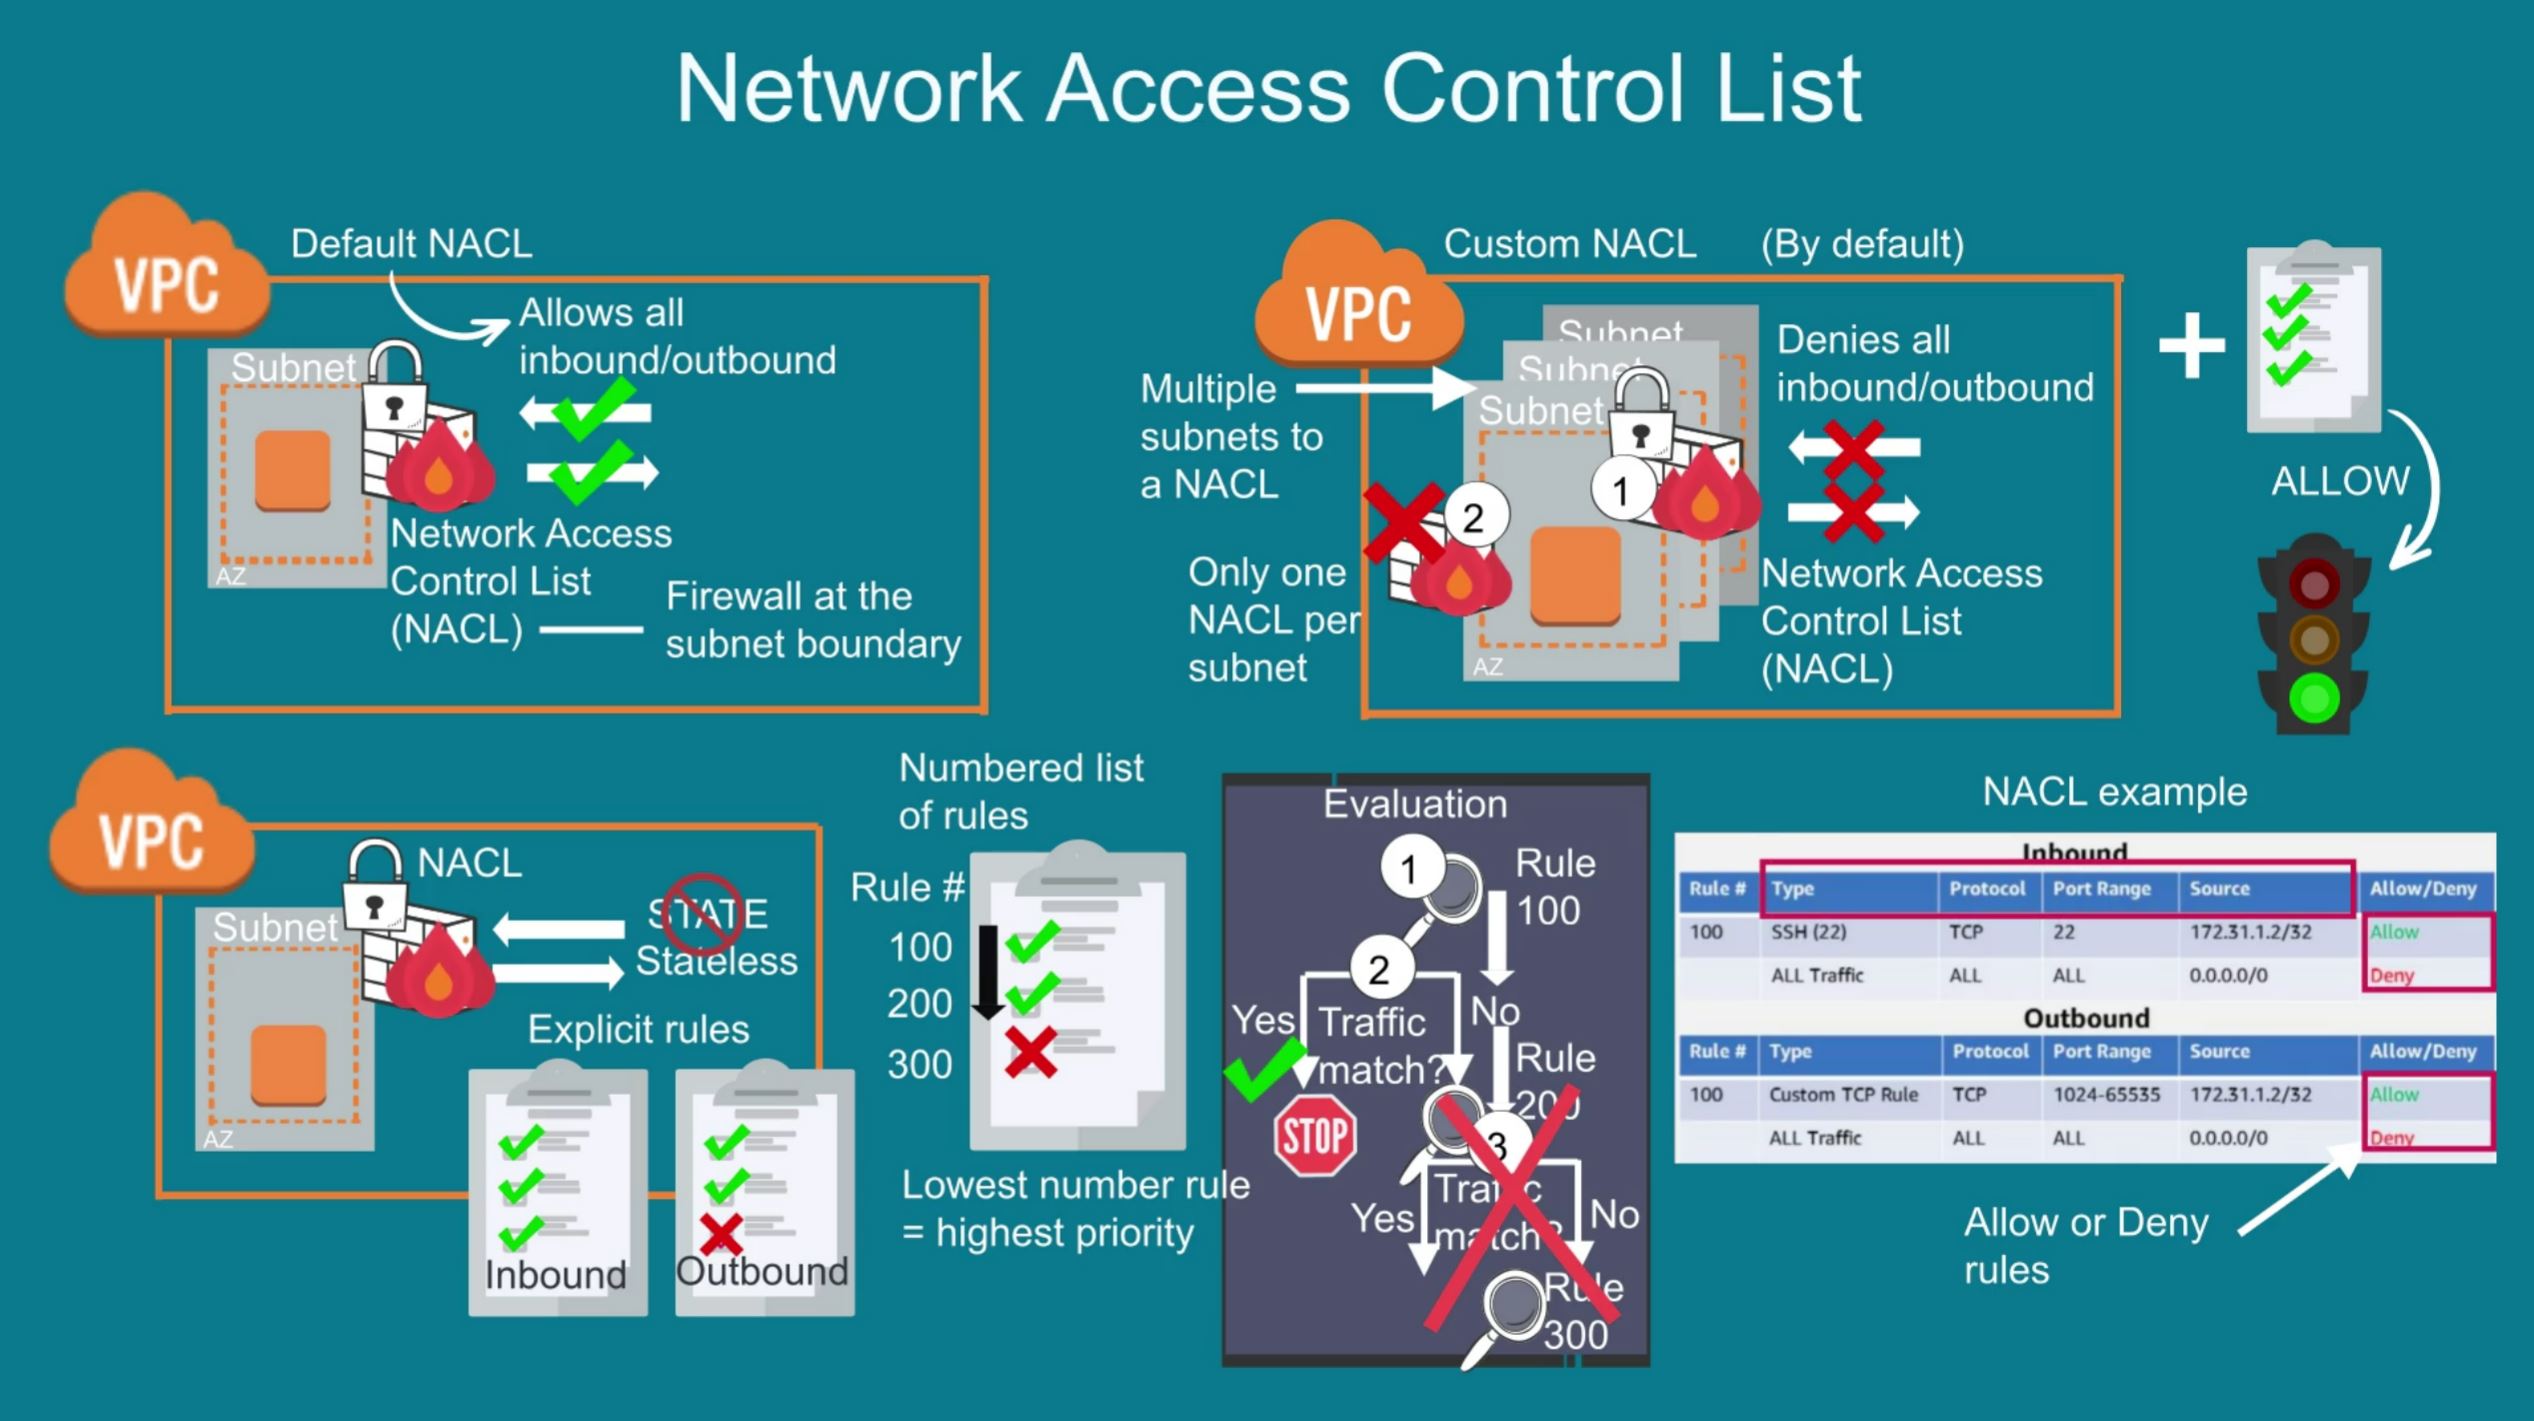 Network Access Control List
VPC
Default NACL
Allows all
inbound/outbound
Subnet
AZ
Network Access
Control List
(NACL)
Firewall at the
subnet boundary
VPC
Custom NACL (By default)
Multiple
subnets to
a NACL
Only one
NACL per
subnet
Subnet
Subnet
Subnet
1
2
AZ
Denies all
inbound/outbound
Network Access
Control List
(NACL)
ALLOW
VPC
NACL
Subnet
AZ
STATE
Stateless
Explicit rules
Inbound
Outbound
Numbered list
of rules
Rule #
100
200
300
Lowest number rule
= highest priority
Evaluation
1
Rule
100
2
Yes
Traffic
match?
No
STOP
Rule
200
3
Yes
Traffic
match?
No
Rule
300
NACL example
Inbound
Rule # Type Protocol Port Range Source Allow/Deny
100 SSH (22) TCP 22 172.31.1.2/32 Allow
ALL Traffic ALL ALL 0.0.0.0/0 Deny
Outbound
Rule # Type Protocol Port Range Source Allow/Deny
100 Custom TCP Rule TCP 1024-65535 172.31.1.2/32 Allow
ALL Traffic ALL ALL 0.0.0.0/0 Deny
Allow or Deny
rules